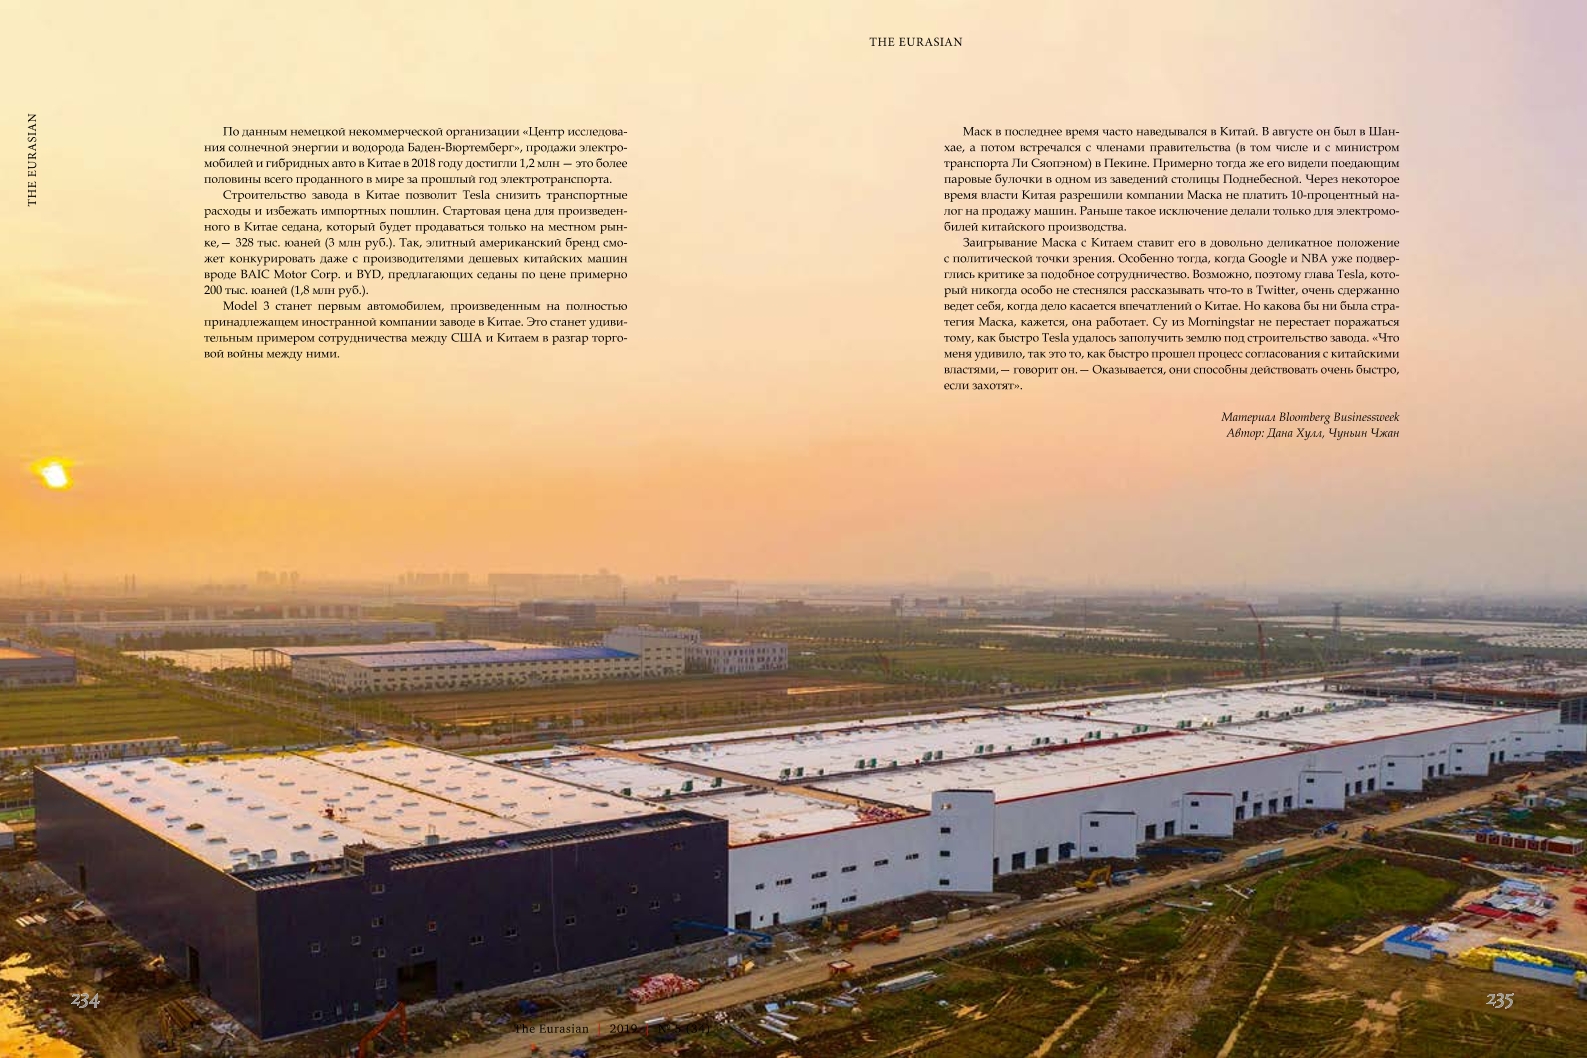 THE EURASIAN
THE EURASIAN
По данным немецкой некоммерческой организации «Центр исследова-
ния солнечной энергии и водорода Баден-Вюртемберг», продажи электро-
мобилей и гибридных авто в Китае в 2018 году достигли 1,2 млн — это более
половины всего проданного в мире за прошлый год электротранспорта.
Строительство завода в Китае позволит Tesla снизить транспортные
расходы и избежать импортных пошлин. Стартовая цена для произведен-
ного в Китае седана, который будет продаваться только на местном рын-
ке,— 328 тыс. юаней (3 млн руб.). Так, элитный американский бренд смо-
жет конкурировать даже с производителями дешевых китайских машин
вроде BAIC Motor Corp. и BYD, предлагающих седаны по цене примерно
200 тыс. юаней (1,8 млн руб.).
Model 3 станет первым автомобилем, произведенным на полностью
принадлежащем иностранной компании заводе в Китае. Это станет удиви-
тельным примером сотрудничества между США и Китаем в разгар торго-
вой войны между ними.
Маск в последнее время часто наведывался в Китай. В августе он был в Шан-
хае, а потом встречался с членами правительства (в том числе и с министром
транспорта Ли Сяопэном) в Пекине. Примерно тогда же его видели поедающим
паровые булочки в одном из заведений столицы Поднебесной. Через некоторое
время власти Китая разрешили компании Маска не платить 10-процентный на-
лог на продажу машин. Раньше такое исключение делали только для электромо-
билей китайского производства.
Заигрывание Маска с Китаем ставит его в довольно деликатное положение
с политической точки зрения. Особенно тогда, когда Google и NBA уже подвер-
глись критике за подобное сотрудничество. Возможно, поэтому глава Tesla, кото-
рый никогда особо не стеснялся рассказывать что-то в Twitter, очень сдержанно
ведет себя, когда дело касается впечатлений о Китае. Но какова бы ни была стра-
тегия Маска, кажется, она работает. Су из Morningstar не перестает поражаться
тому, как быстро Tesla удалось заполучить землю под строительство завода. «Что
меня удивило, так это то, как быстро прошел процесс согласования с китайскими
властями,— говорит он.— Оказывается, они способны действовать очень быстро,
если захотят».
Материал Bloomberg Businessweek
Автор: Дана Хулл, Чуньин Чжан
234
235
The Eurasian | 2019